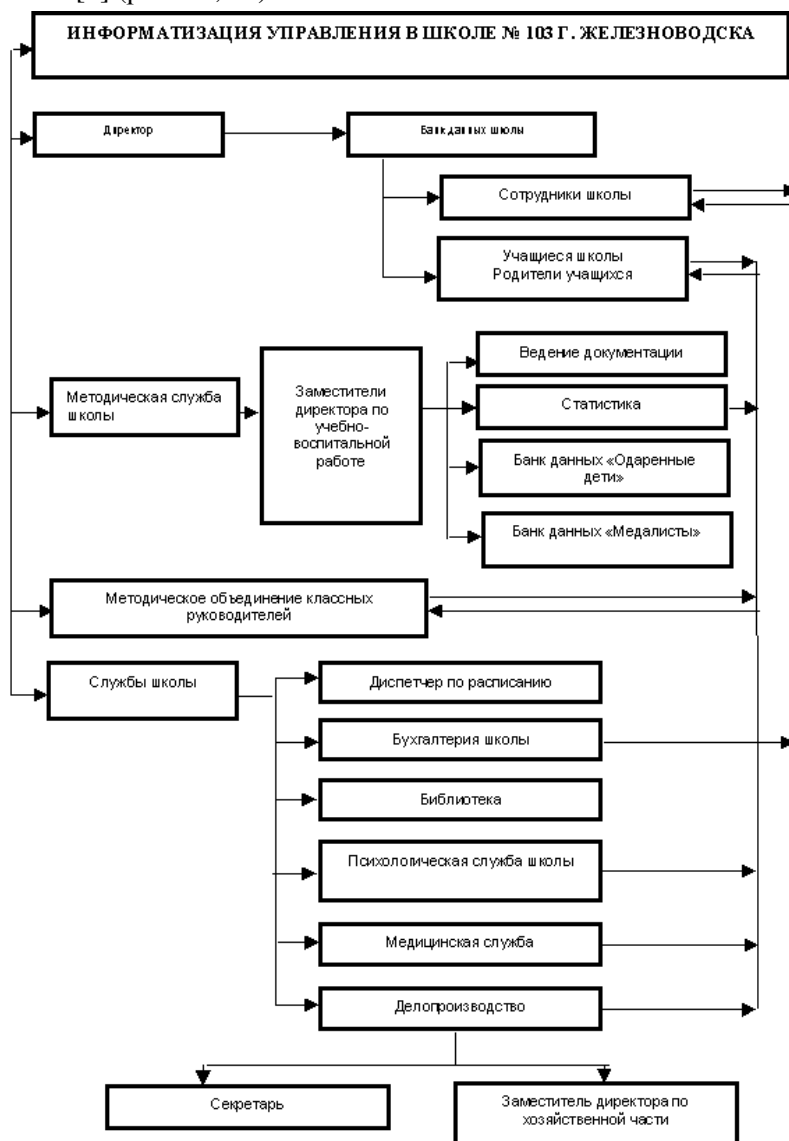 ИНФОРМАТИЗАЦИЯ УПРАВЛЕНИЯ В ШКОЛЕ № 103 Г. ЖЕЛЕЗНОВОДСКА
Директор
Банк данных школы
Сотрудники школы
Учащиеся школы
Родители учащихся
Методическая служба
школы
Заместители
директора по
учебно-
воспитальной
работе
Ведение документации
Статистика
Банк данных «Одаренные
дети»
Банк данных «Медалисты»
Методическое объединение классных
руководителей
Службы школы
Диспетчер по расписанию
Бухгалтерия школы
Библиотека
Психологическая служба школы
Медицинская служба
Делопроизводство
Секретарь
Заместитель директора по
хозяйственной части